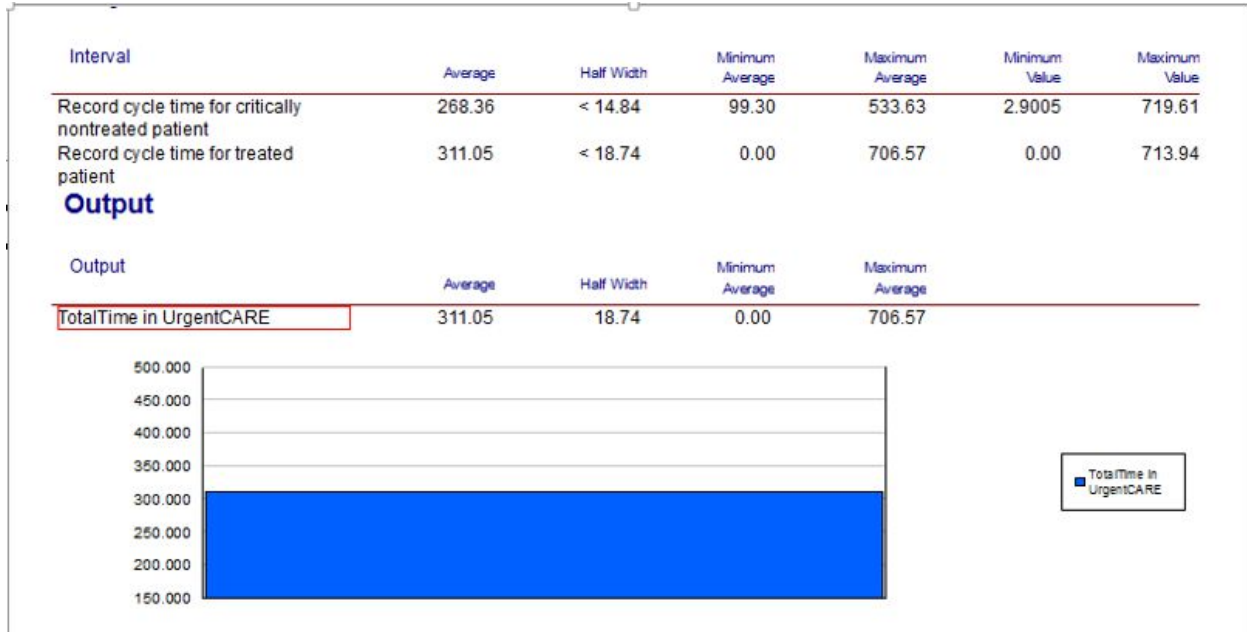 Interval
Average Half Width Minimum Average Maximum Average Minimum Value Maximum Value
Record cycle time for critically nontreated patient 268.36 < 14.84 99.30 533.63 2.9005 719.61
Record cycle time for treated patient 311.05 < 18.74 0.00 706.57 0.00 713.94
Output
Output
Average Half Width Minimum Average Maximum Average
TotalTime in UrgentCARE 311.05 18.74 0.00 706.57
500.000
450.000
400.000
350.000
300.000
250.000
200.000
150.000
TotalTime in
UrgentCARE